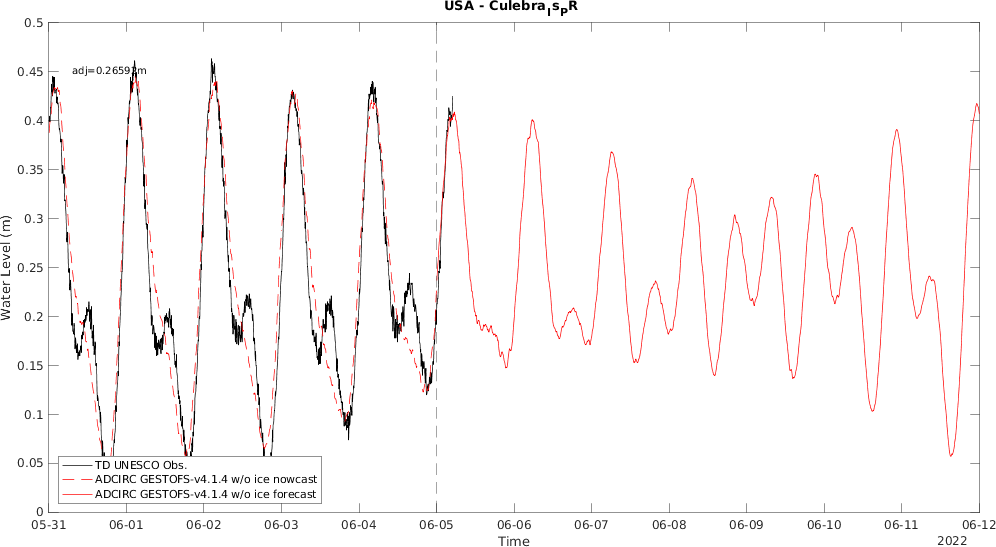 USA - Culebra_Is_PR
adj=0.26592m
Water Level (m)
0.5
0.45
0.4
0.35
0.3
0.25
0.2
0.15
0.1
0.05
0
TD UNESCO Obs.
ADCIRC GESTOFS-v4.1.4 w/o ice nowcast
ADCIRC GESTOFS-v4.1.4 w/o ice forecast
05-31 06-01 06-02 06-03 06-04 06-05 06-06 06-07 06-08 06-09 06-10 06-11 06-12
Time
2022